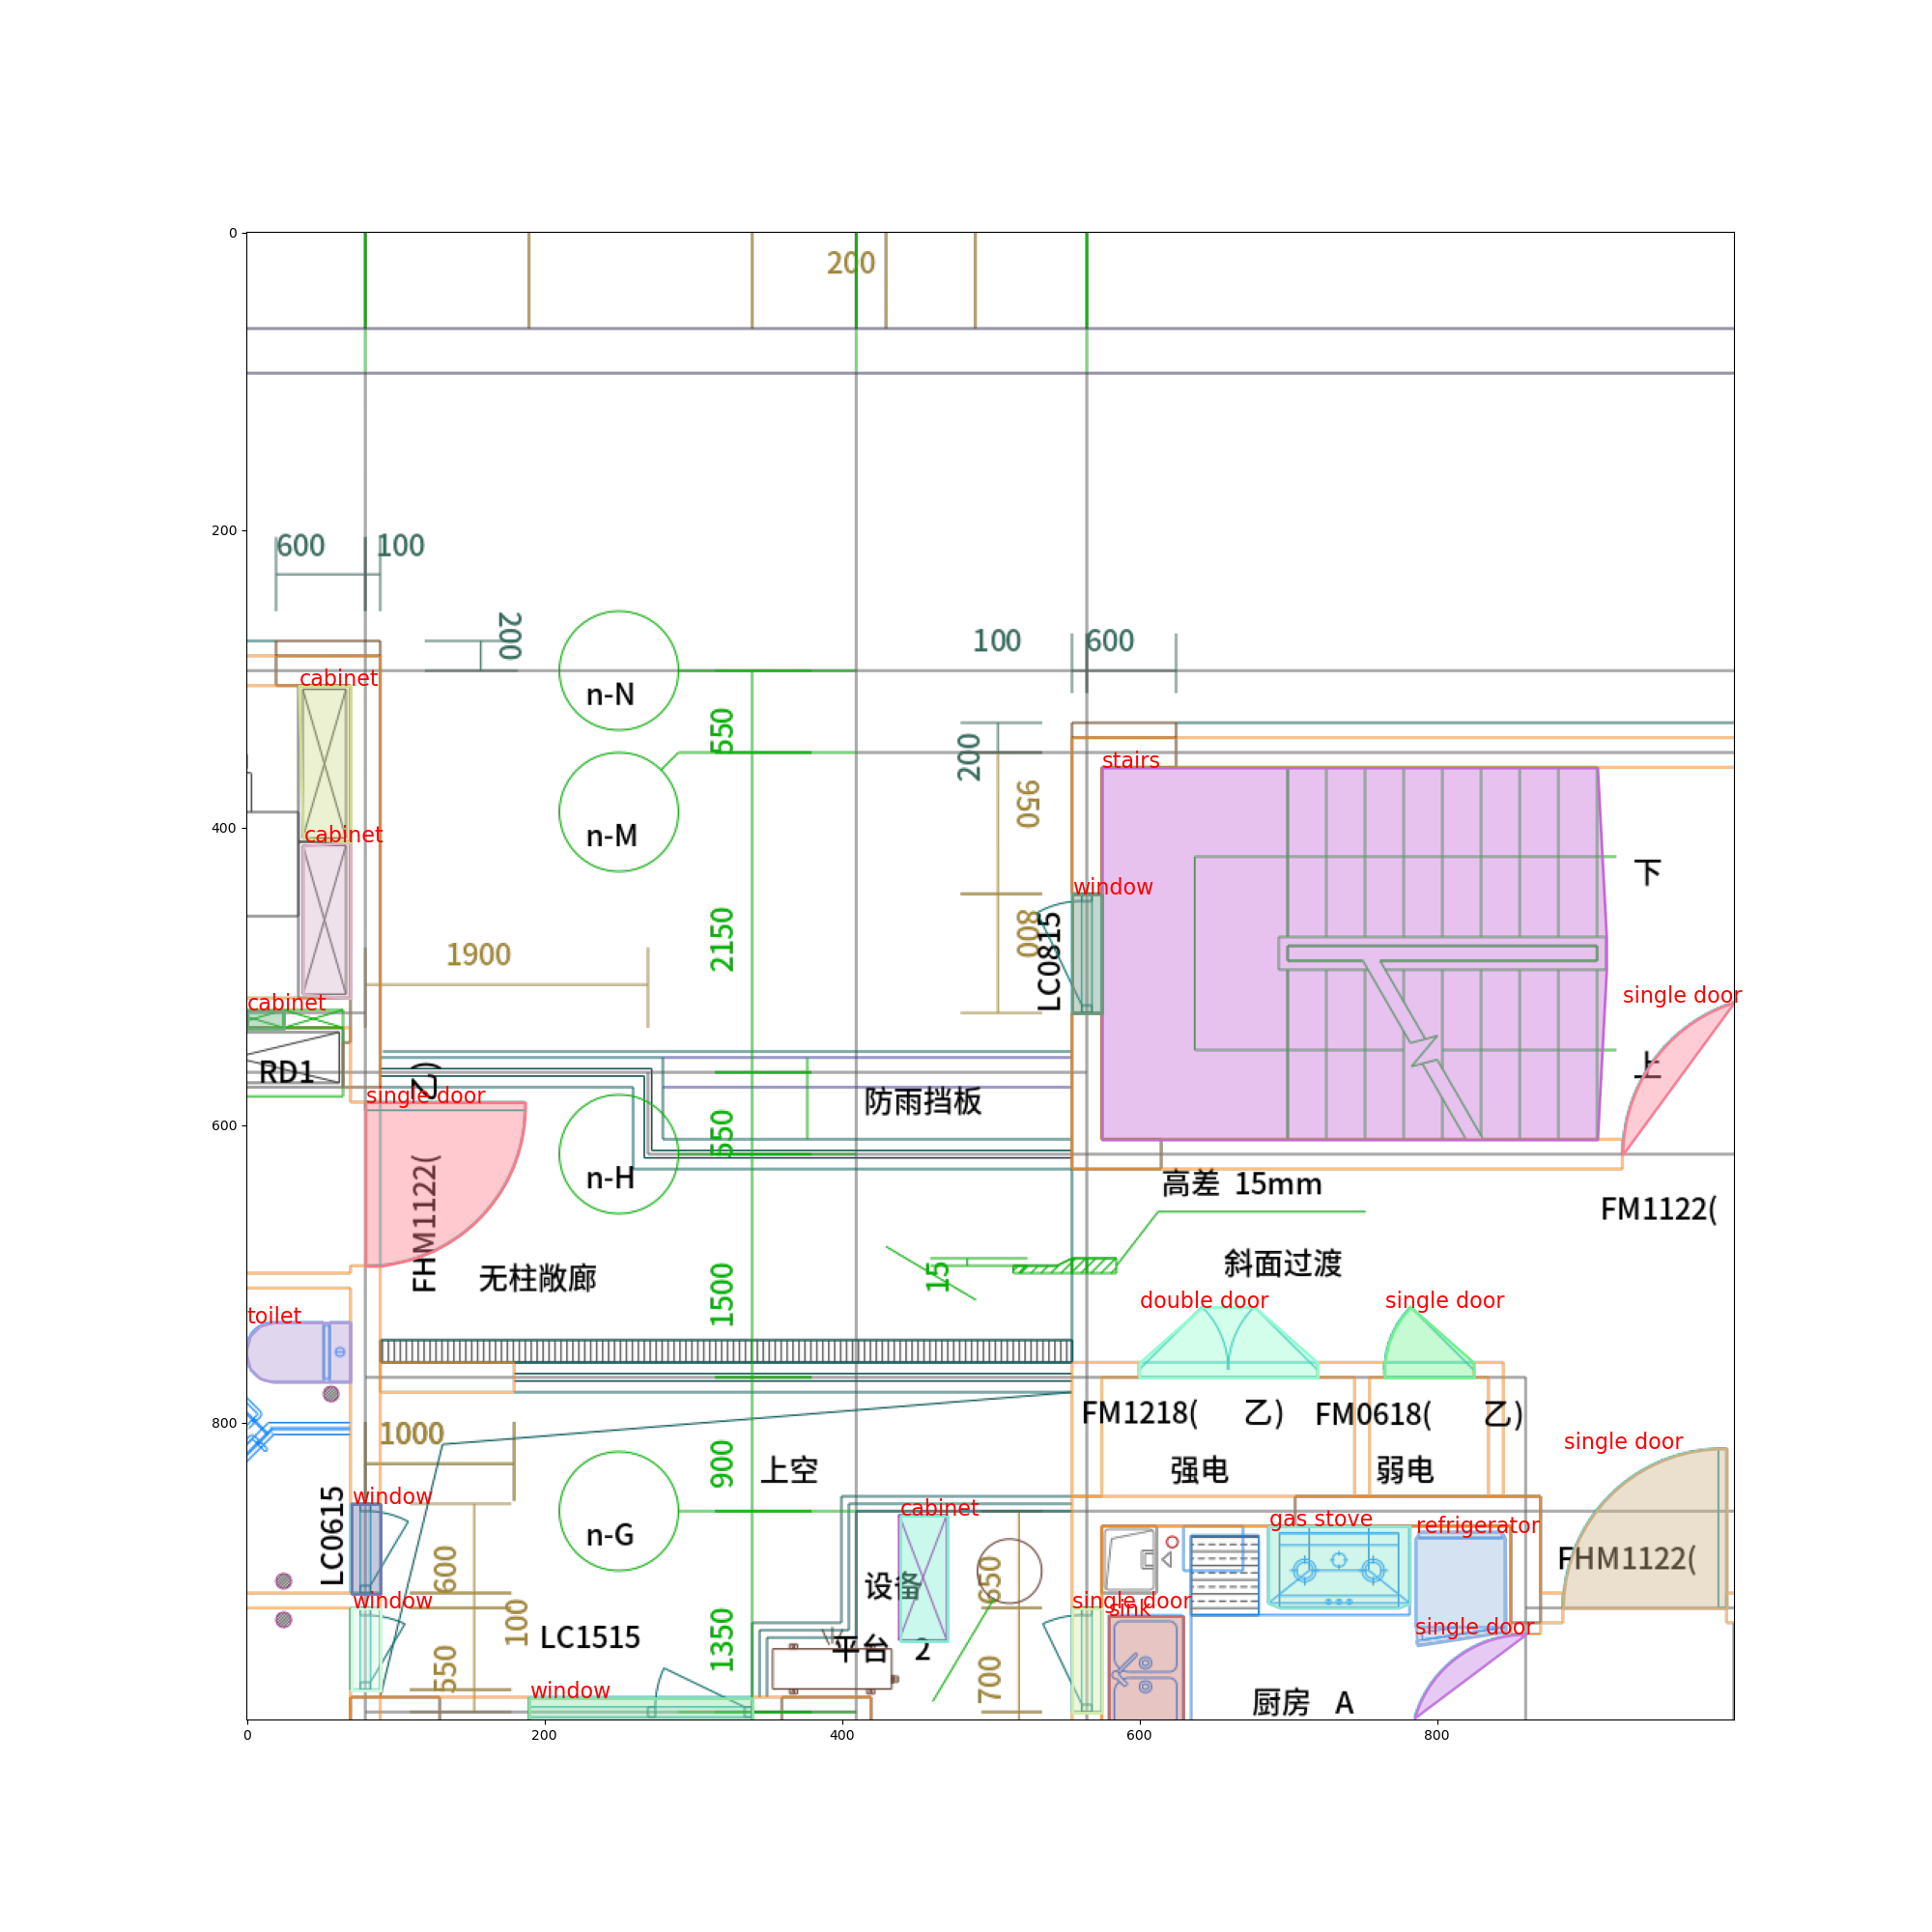 0
200
200
600
100
200
100
600
cabinet
n-N
550
200
stairs
950
400
cabinet
n-M
下
window
800
LC0815
2150
1900
single door
cabinet
RD1
(2
single door
防雨挡板
上
600
550
n-H
高差 15mm
FM1122(
FHM1122(
无柱敞廊
15
1500
斜面过渡
toilet
double door
single door
FM1218( 乙)
FM0618( 乙)
800
1000
900
上空
强电
弱电
single door
window
LC0615
n-G
cabinet
gas stove
refrigerator
FHM1122(
600
设备
650
window
single door
sink
single door
100
LC1515
1350
平台 2
550
700
window
厨房 A
0
200
400
600
800